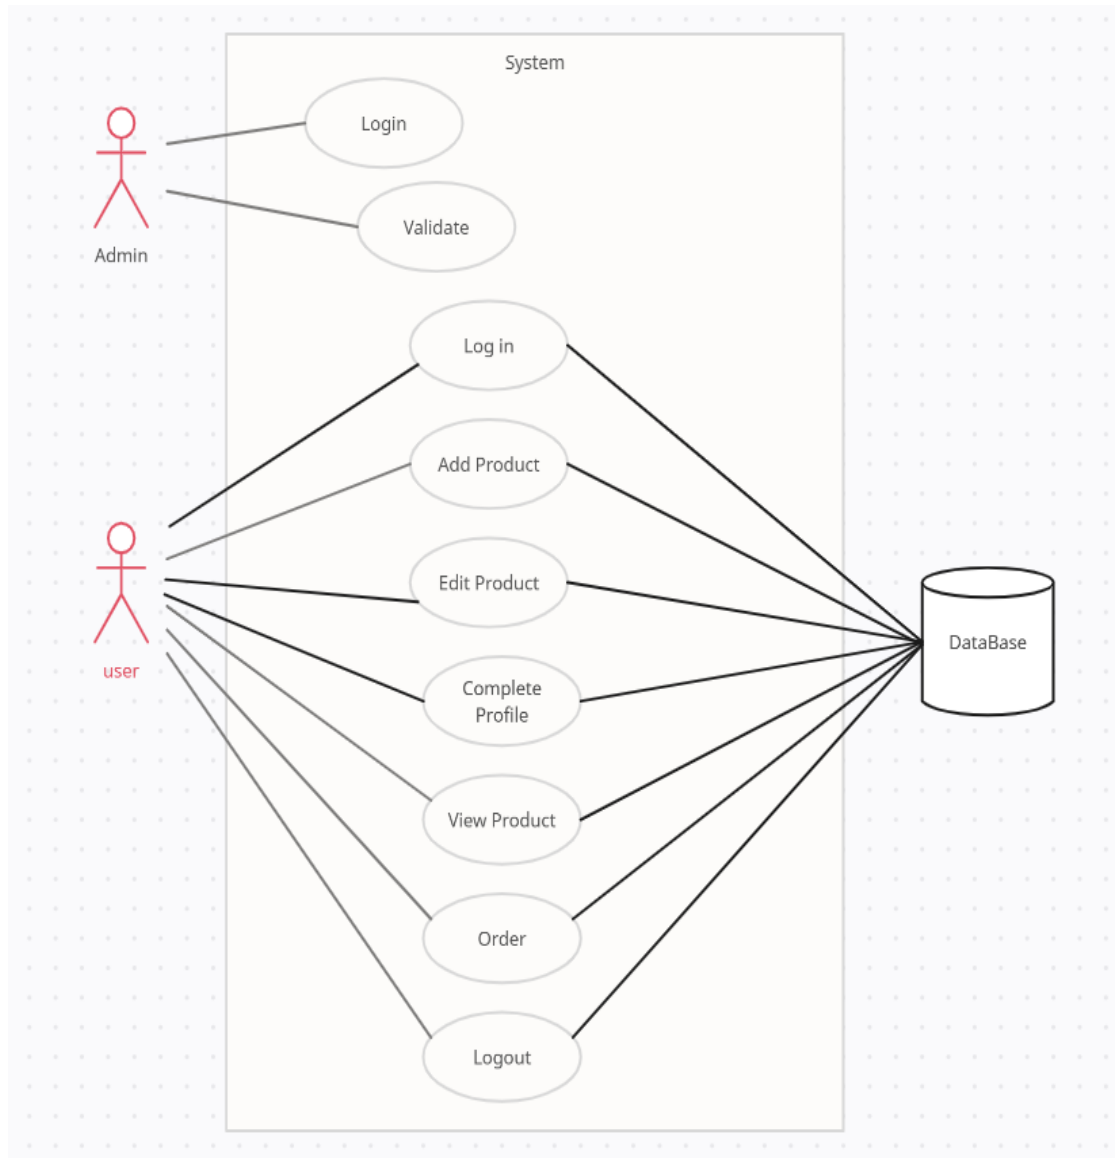 System
Login
Validate
Admin
Log in
Add Product
Edit Product
DataBase
user
Complete
Profile
View Product
Order
Logout